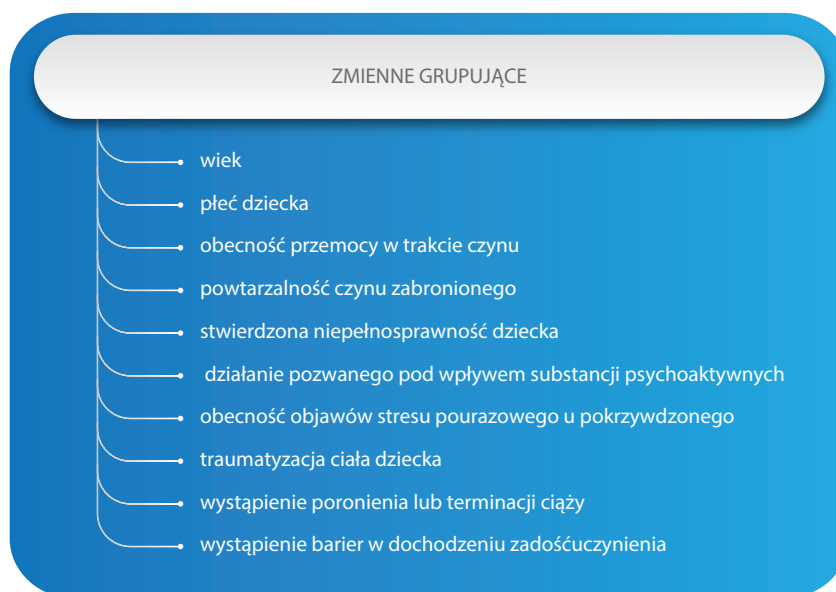 ZMIENNE GRUPUJĄCE
wiek
płeć dziecka
obecność przemocy w trakcie czynu
powtarzalność czynu zabronionego
stwierdzona niepełnosprawność dziecka
działanie pozwanego pod wpływem substancji psychoaktywnych
obecność objawów stresu pourazowego u pokrzywdzonego
traumatyzacja ciała dziecka
wystąpienie poronienia lub terminacji ciąży
wystąpienie barier w dochodzeniu zadośćuczynienia